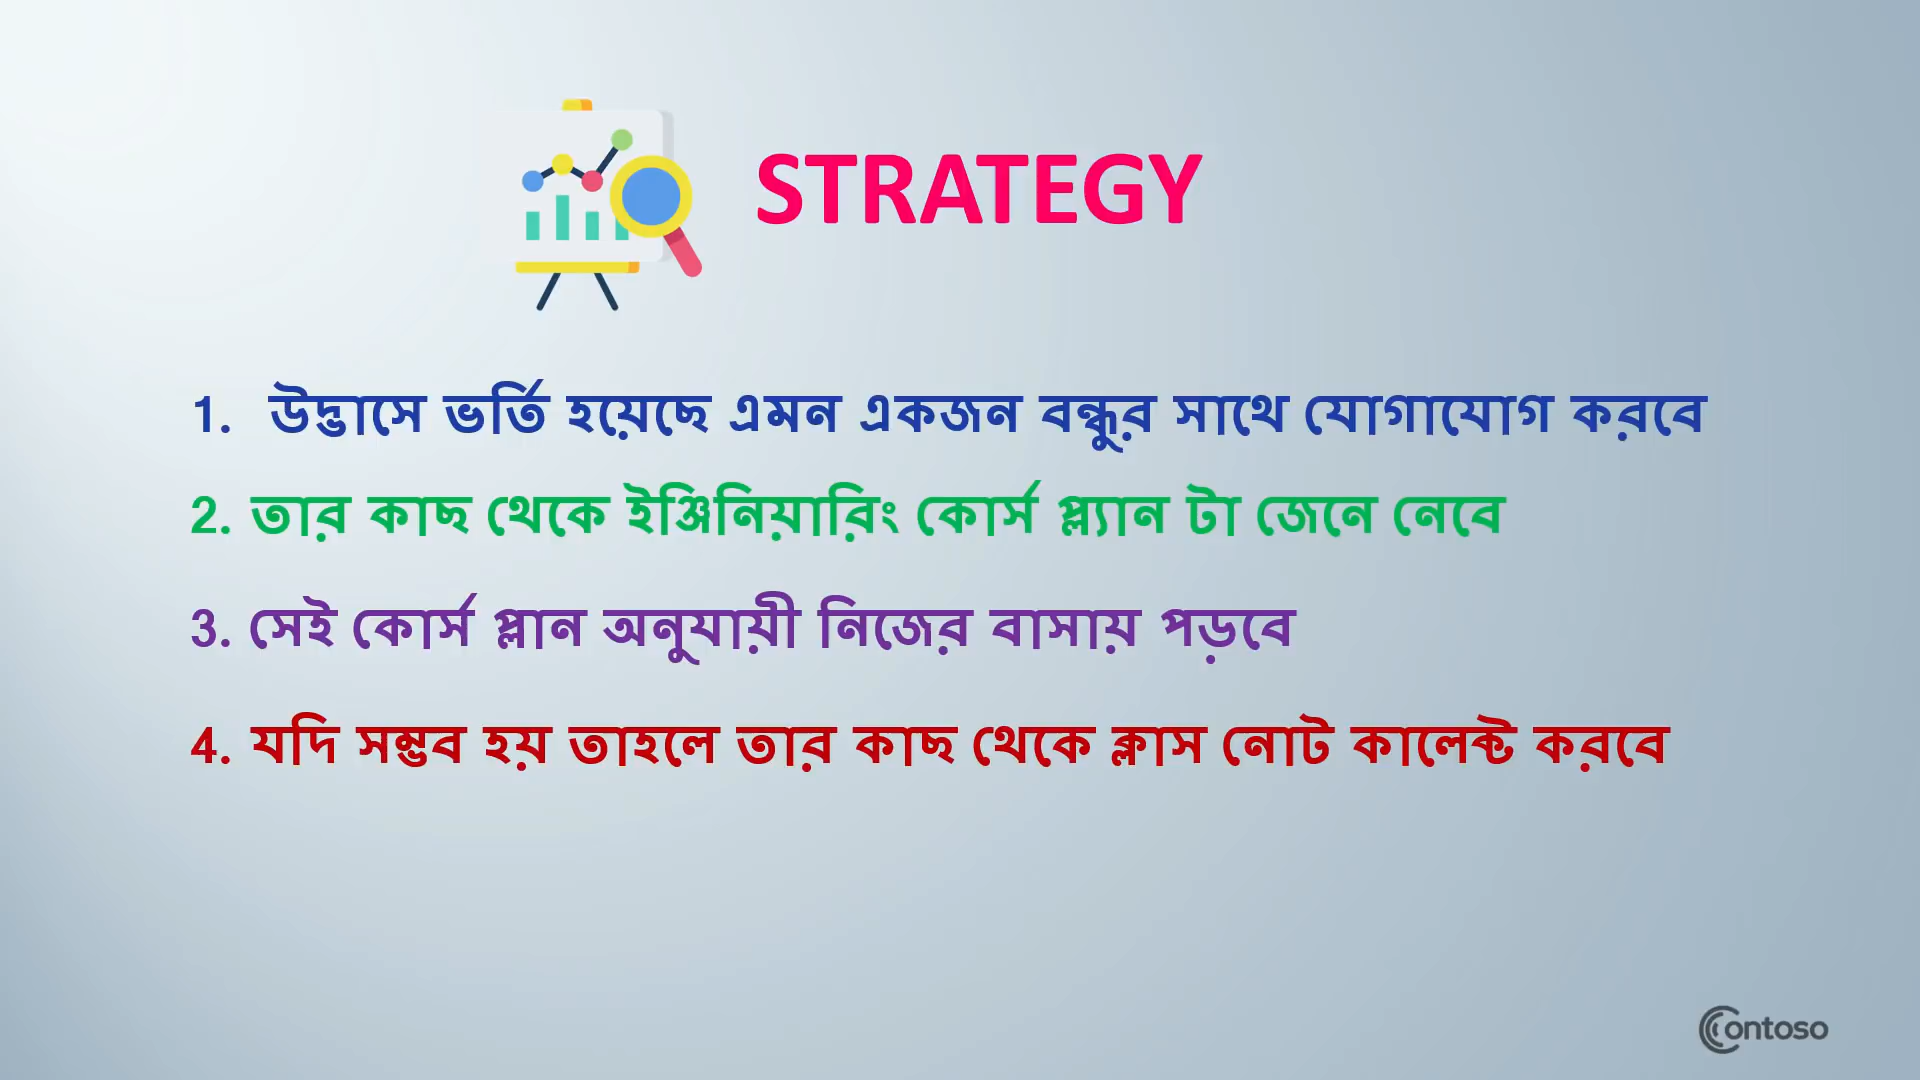 STRATEGY
1. উদ্ভাসে ভর্তি হয়েছে এমন একজন বন্ধুর সাথে যোগাযোগ করবে
2. তার কাছ থেকে ইঞ্জিনিয়ারিং কোর্স প্ল্যান টা জেনে নেবে
3. সেই কোর্স প্লান অনুযায়ী নিজের বাসায় পড়বে
4. যদি সম্ভব হয় তাহলে তার কাছ থেকে ক্লাস নোট কালেক্ট করবে
Contoso